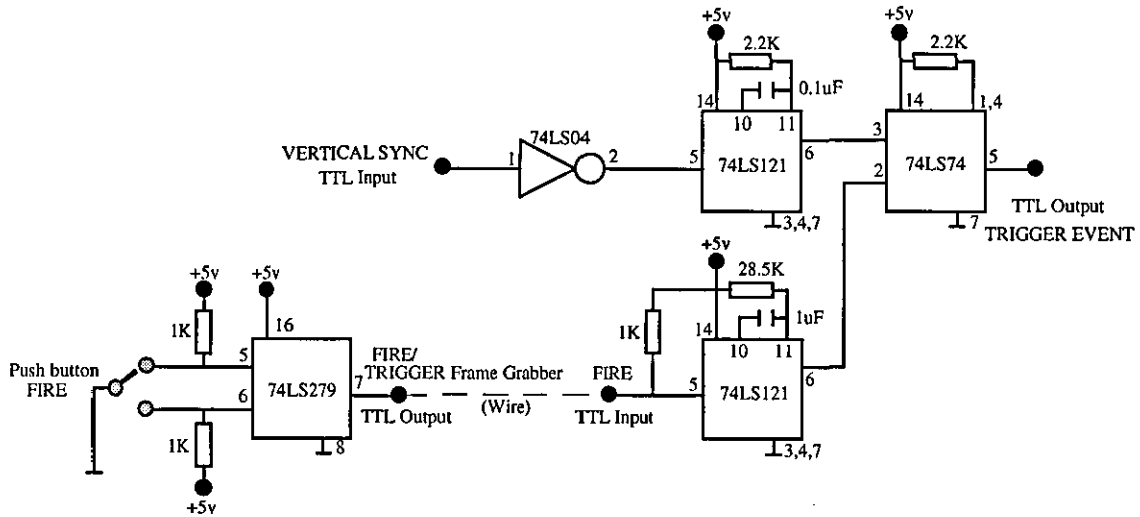 +5v
2.2K
0.1uF
14
10
11
74LS121
5
6
3,4,7
+5v
2.2K
14
1,4
3
2
74LS74
5
7
TTL Output
TRIGGER EVENT
74LS04
VERTICAL SYNC
TTL Input
1
2
+5v
28.5K
1K
1uF
14
10
11
74LS121
5
6
3,4,7
+5v
+5v
1K
16
Push button
FIRE
5
6
74LS279
7
8
1K
+5v
FIRE/
TRIGGER Frame Grabber
TTL Output
(Wire)
FIRE
TTL Input